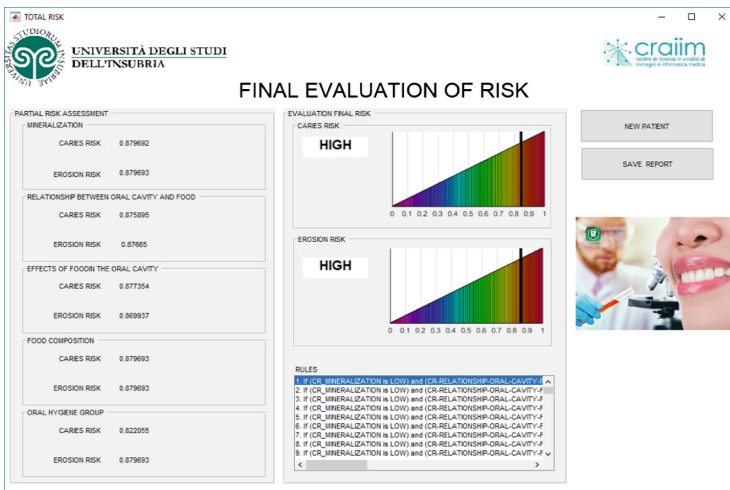 TOTAL RISK
UNIVERSITÀ DEGLI STUDI
DELL'INSUBRIA
craiim
centro di ricerca in analisi di
immagini e informatica medica
FINAL EVALUATION OF RISK
PARTIAL RISK ASSESSMENT
MINERALIZATION
CARIES RISK 0.879692
EROSION RISK 0.879693
RELATIONSHIP BETWEEN ORAL CAVITY AND FOOD
CARIES RISK 0.875895
EROSION RISK 0.87665
EFFECTS OF FOODIN THE ORAL CAVITY
CARIES RISK 0.877354
EROSION RISK 0.869937
FOOD COMPOSITION
CARIES RISK 0.879693
EROSION RISK 0.879693
ORAL HYGIENE GROUP
CARIES RISK 0.822055
EROSION RISK 0.879693
EVALUATION FINAL RISK
CARIES RISK
HIGH
0 0.1 0.2 0.3 0.4 0.5 0.6 0.7 0.8 0.9 1
EROSION RISK
HIGH
0 0.1 0.2 0.3 0.4 0.5 0.6 0.7 0.8 0.9 1
RULES
1. If (CR_MINERALIZATION is LOW) and (CR-RELATIONSHIP-ORAL-CAVITY-F
2. If (CR_MINERALIZATION is LOW) and (CR-RELATIONSHIP-ORAL-CAVITY-F
3. If (CR_MINERALIZATION is LOW) and (CR-RELATIONSHIP-ORAL-CAVITY-F
4. If (CR_MINERALIZATION is LOW) and (CR-RELATIONSHIP-ORAL-CAVITY-F
5. If (CR_MINERALIZATION is LOW) and (CR-RELATIONSHIP-ORAL-CAVITY-F
6. If (CR_MINERALIZATION is LOW) and (CR-RELATIONSHIP-ORAL-CAVITY-F
7. If (CR_MINERALIZATION is LOW) and (CR-RELATIONSHIP-ORAL-CAVITY-F
8. If (CR_MINERALIZATION is LOW) and (CR-RELATIONSHIP-ORAL-CAVITY-F
9. If (CR_MINERALIZATION is LOW) and (CR-RELATIONSHIP-ORAL-CAVITY-F
NEW PATIENT
SAVE REPORT